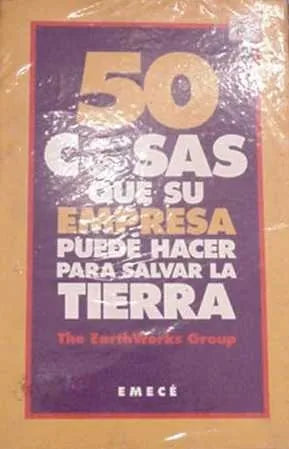 50
COSAS
QUE SU
EMPRESA
PUEDE HACER
PARA SALVAR LA
TIERRA
The EarthWorks Group
EMECÉ